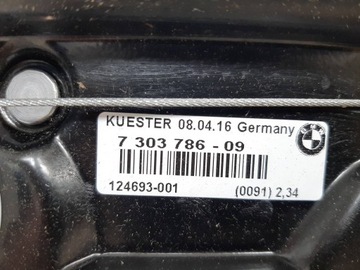 KUESTER 08.04.16 Germany
7 303 786 - 09
124693-001 (0091) 2,34